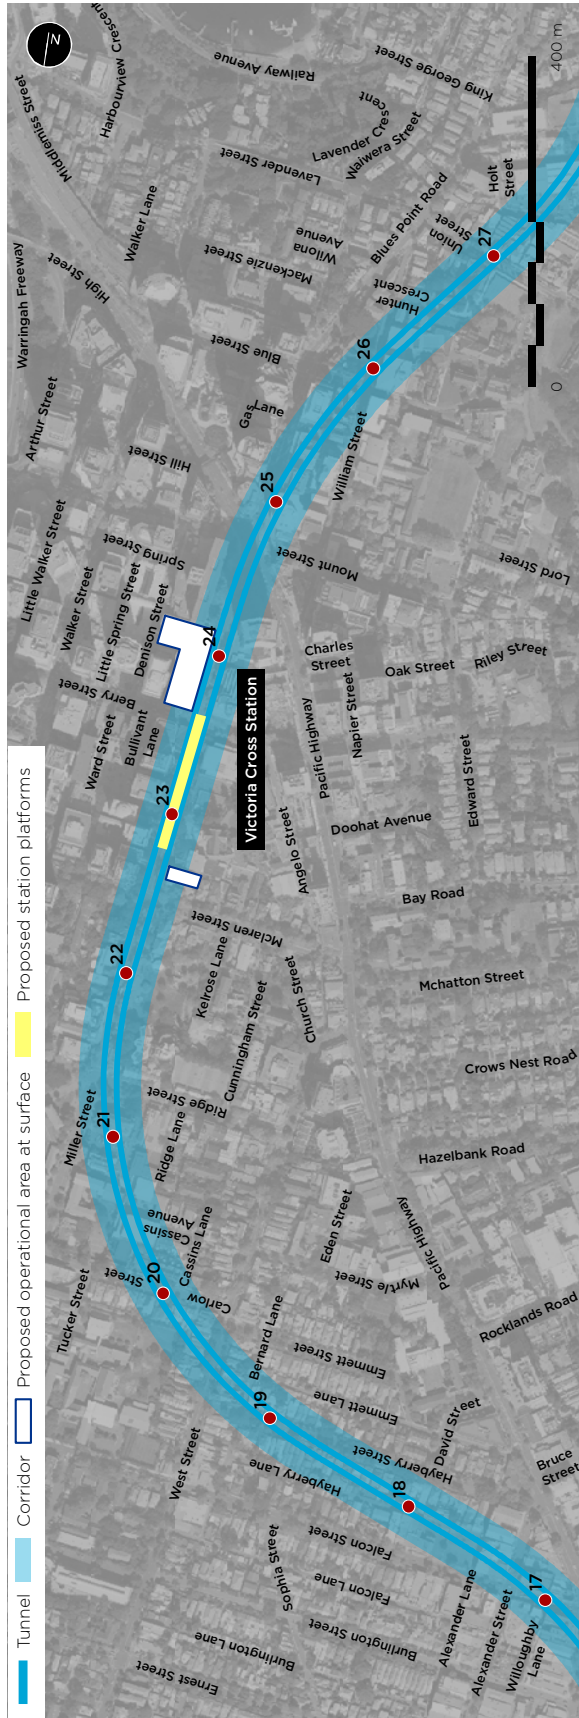 Tunnel
Corridor
Proposed operational area at surface
Proposed station platforms
N
0
400 m
Victoria Cross Station
17
18
19
20
21
22
23
24
25
26
27
Ernest Street
Burlington Lane
Burlington Street
Falcon Lane
Falcon Street
Sophia Street
Alexander Lane
Alexander Street
Willoughby
Lane
West Street
Hayberry Lane
Hayberry Street
David Street
Bruce
Street
Emmett Lane
Emmett Street
Bernard Lane
Rocklands Road
Tucker Street
Carlow
Street
Cassins Lane
Cassins
Avenue
Myrtle Street
Eden Street
Pacific Highway
Miller Street
Ridge Lane
Ridge Street
Hazelbank Road
Cunningham Street
Kelrose Lane
Church Street
Crows Nest Road
Mchatton Street
Mclaren Street
Bay Road
Angelo Street
Doohat Avenue
Edward Street
Ward Street
Bullivant
Lane
Berry Street
Pacific Highway
Napier Street
Charles
Street
Oak Street
Riley Street
Little Walker Street
Walker Street
Little Spring Street
Denison Street
Spring Street
Mount Street
Lord Street
Arthur Street
Hill Street
William Street
Gas
Lane
Blue Street
Warringah Freeway
High Street
Walker Lane
Mackenzie Street
Wilona
Avenue
Hunter
Crescent
Blues Point Road
Union
Street
Holt
Street
Middlemiss Street
Harbourview Crescent
Lavender Street
Lavender Cres
cent
Waiwera Street
Railway Avenue
King George Street